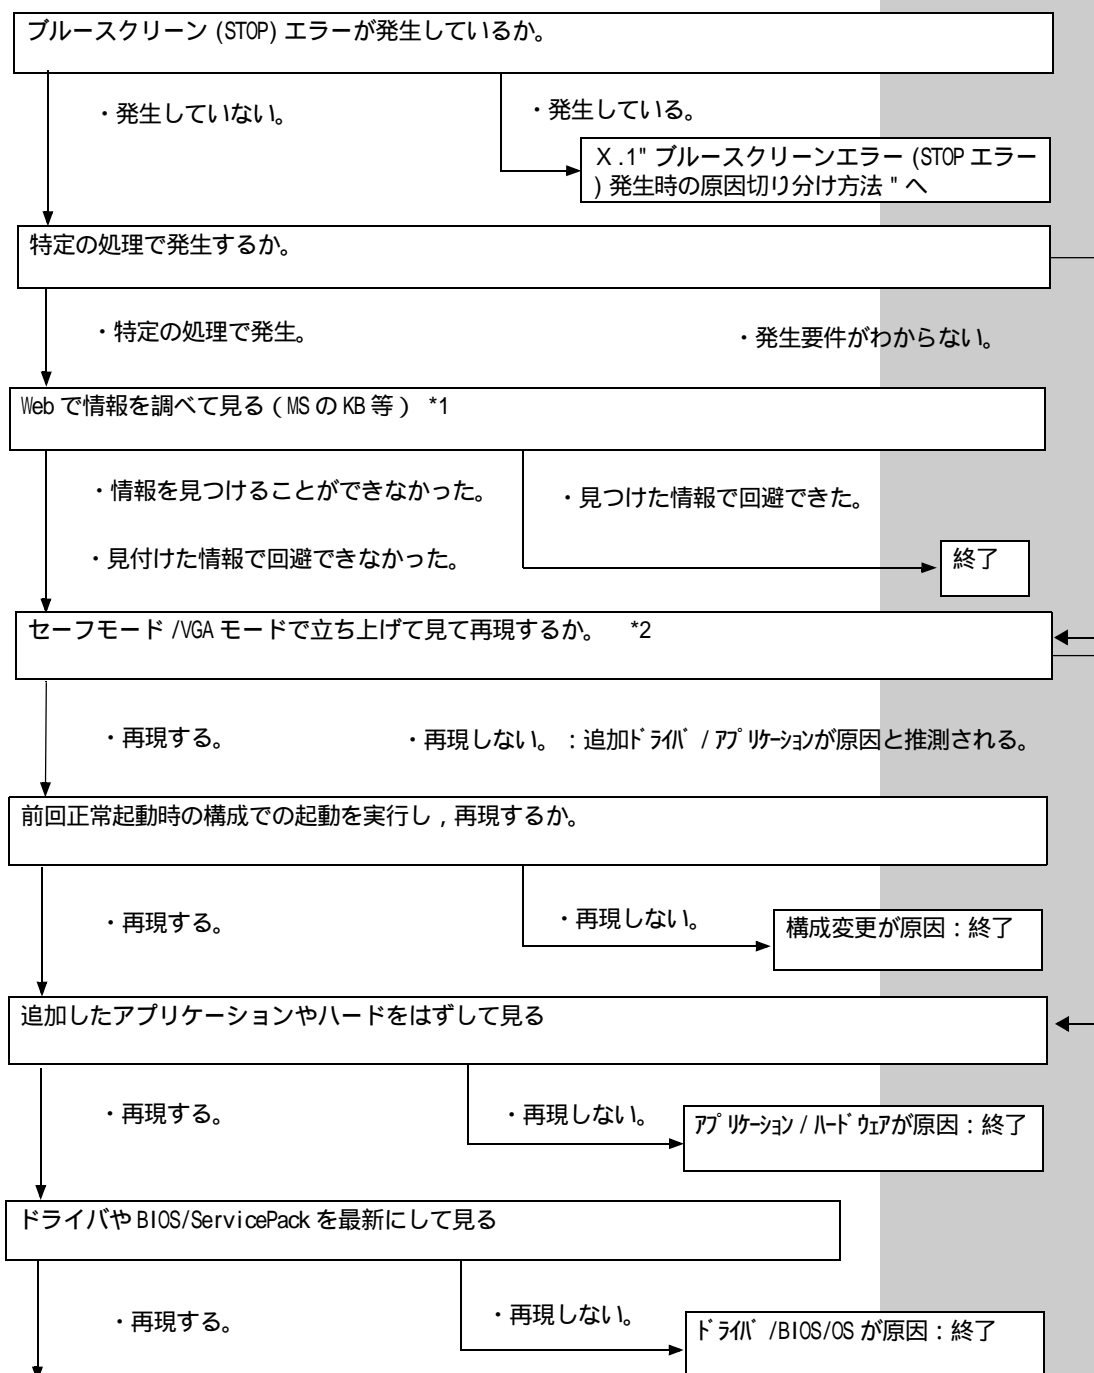 ブルースクリーン (STOP) エラーが発生しているか。
・発生していない。
・発生している。
X .1" ブルースクリーンエラー (STOP エラー
) 発生時の原因切り分け方法 " へ
特定の処理で発生するか。
・特定の処理で発生。
・発生要件がわからない。
Web で情報を調べて見る ( MS の KB 等 ) *1
・情報を見つけることができなかった。
・見つけた情報で回避できた。
・見付けた情報で回避できなかった。
終了
セーフモード /VGA モードで立ち上げて見て再現するか。 *2
・再現する。
・再現しない。 : 追加ﾄﾞﾗｲﾊﾞ / ｱﾌﾟﾘｹｰｼｮﾝが原因と推測される。
前回正常起動時の構成での起動を実行し , 再現するか。
・再現する。
・再現しない。
構成変更が原因 : 終了
追加したアプリケーションやハードをはずして見る
・再現する。
・再現しない。
ｱﾌﾟﾘｹｰｼｮﾝ / ﾊｰﾄﾞｳｪｱが原因 : 終了
ドライバや BIOS/ServicePack を最新にして見る
・再現する。
・再現しない。
ﾄﾞﾗｲﾊﾞ /BIOS/OS が原因 : 終了